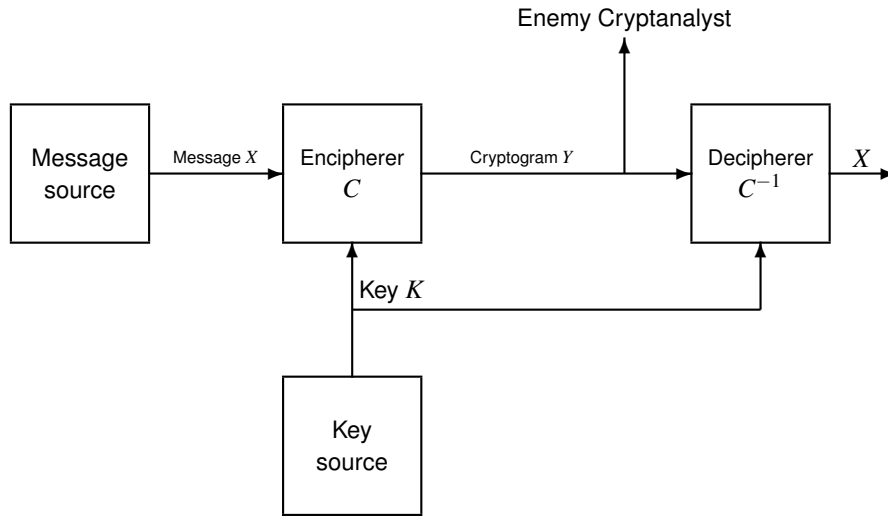 Enemy Cryptanalyst
Message
source
Message X
Encipherer
C
Cryptogram Y
Decipherer
C⁻¹
X
Key K
Key
source